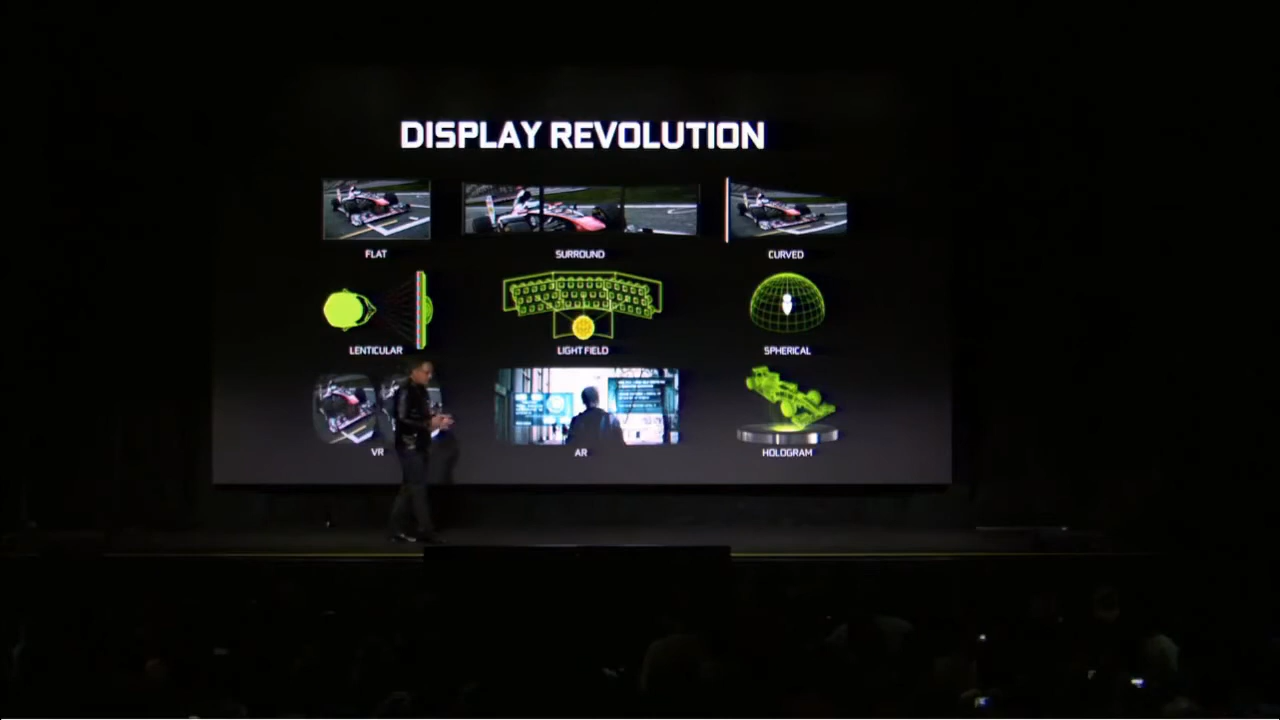 DISPLAY REVOLUTION
FLAT
SURROUND
CURVED
LENTICULAR
LIGHT FIELD
SPHERICAL
VR
AR
HOLOGRAM